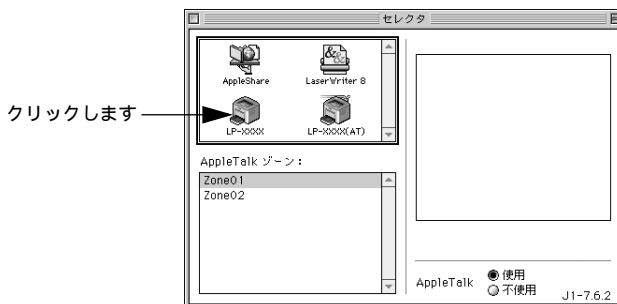 セレクタ
AppleShare
LaserWriter 8
クリックします
LP-XXXX
LP-XXXX(AT)
AppleTalk ゾーン：
Zone01
Zone02
AppleTalk
使用
不使用
J1-7.6.2